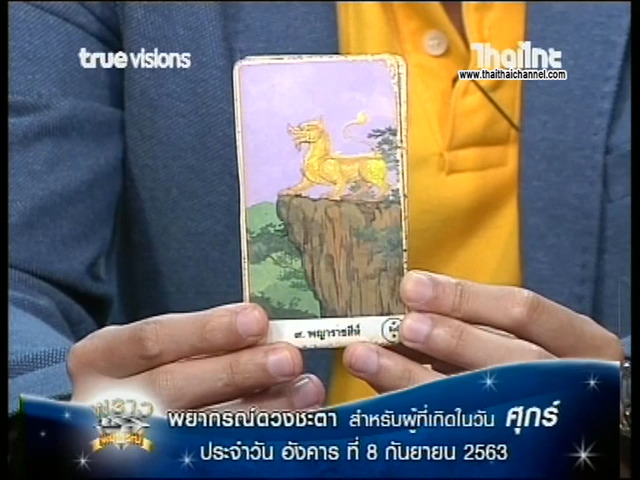 truevisions
ThaiThai
www.thaithaichannel.com
๙. พญาราชสีห์
พยากรณ์ดวงชะตา สำหรับผู้ที่เกิดในวัน ศุกร์
ประจำวัน อังคาร ที่ 8 กันยายน 2563